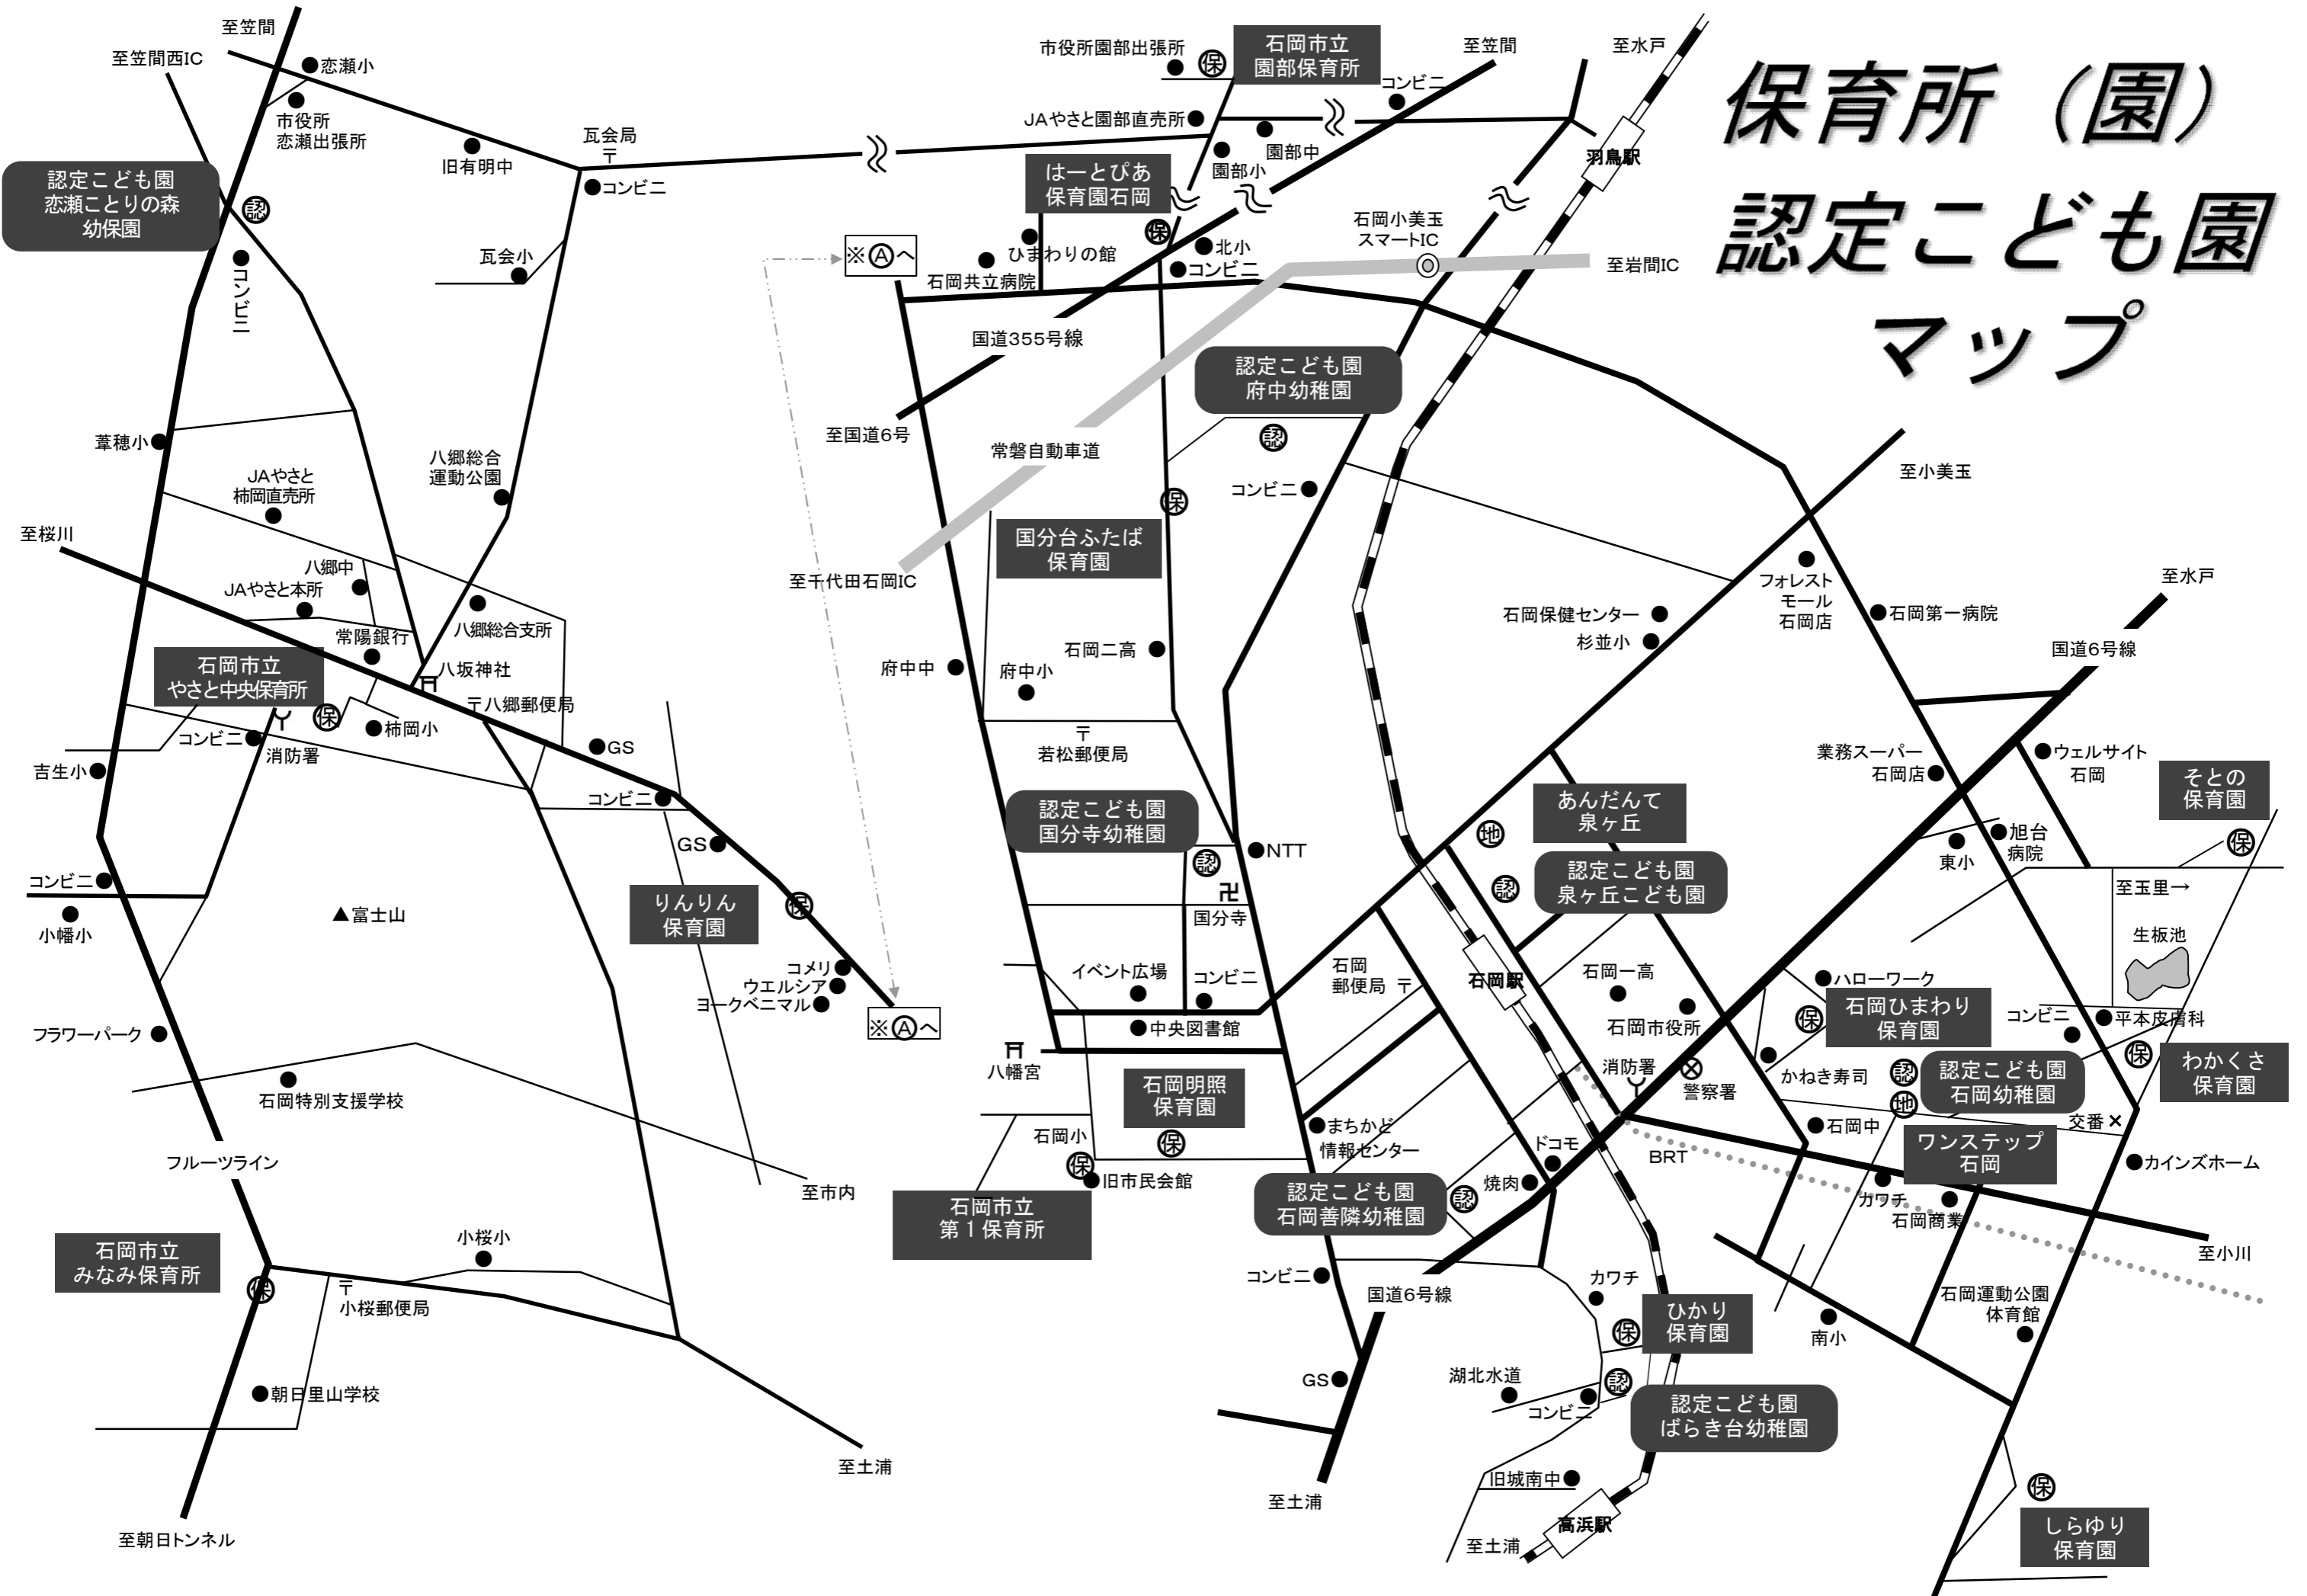 保育所（園）
認定こども園
マップ
至笠間
至笠間西IC
恋瀬小
市役所
恋瀬出張所
旧有明中
瓦会局
〒
コンビニ
認定こども園
恋瀬ことりの森
幼保園
認
コンビニ
瓦会小
葦穂小
JAやさと
柿岡直売所
八郷総合
運動公園
至桜川
八郷中
JAやさと本所
常陽銀行
八郷総合支所
八坂神社
〒八郷郵便局
石岡市立
やさと中央保育所
保
柿岡小
コンビニ
消防署
GS
吉生小
コンビニ
GS
コンビニ
小幡小
▲富士山
りんりん
保育園
保
コメリ
ウエルシア
ヨークベニマル
※Ⓐへ
フラワーパーク
石岡特別支援学校
フルーツライン
至市内
石岡市立
みなみ保育所
保
小桜小
〒
小桜郵便局
朝日里山学校
至土浦
至朝日トンネル
市役所園部出張所
保
石岡市立
園部保育所
至笠間
コンビニ
至水戸
JAやさと園部直売所
園部中
園部小
羽鳥駅
はーとぴあ
保育園石岡
保
ひまわりの館
石岡共立病院
北小
コンビニ
石岡小美玉
スマートIC
至岩間IC
※Ⓐへ
国道355号線
至国道6号
認定こども園
府中幼稚園
認
常磐自動車道
コンビニ
保
国分台ふたば
保育園
至千代田石岡IC
至小美玉
フォレスト
モール
石岡店
石岡第一病院
至水戸
国道6号線
石岡保健センター
杉並小
府中中
府中小
石岡二高
〒
若松郵便局
認定こども園
国分寺幼稚園
認
NTT
卍
国分寺
イベント広場
コンビニ
中央図書館
八幡宮
石岡明照
保育園
保
石岡小
保
旧市民会館
石岡市立
第１保育所
石岡
郵便局 〒
石岡駅
地
あんだんて
泉ヶ丘
認
認定こども園
泉ヶ丘こども園
石岡一高
石岡市役所
消防署
警察署
業務スーパー
石岡店
ウェルサイト
石岡
そとの
保育園
保
東小
旭台
病院
至玉里→
生板池
ハローワーク
保
石岡ひまわり
保育園
コンビニ
平本皮膚科
保
わかくさ
保育園
かねき寿司
認
地
認定こども園
石岡幼稚園
交番
石岡中
ワンステップ
石岡
カインズホーム
まちかど
情報センター
ドコモ
焼肉
BRT
認定こども園
石岡善隣幼稚園
認
カワチ
石岡商業
至小川
コンビニ
国道6号線
カワチ
保
ひかり
保育園
石岡運動公園
体育館
南小
GS
湖北水道
コンビニ
認
認定こども園
ばらき台幼稚園
旧城南中
至土浦
高浜駅
至土浦
保
しらゆり
保育園